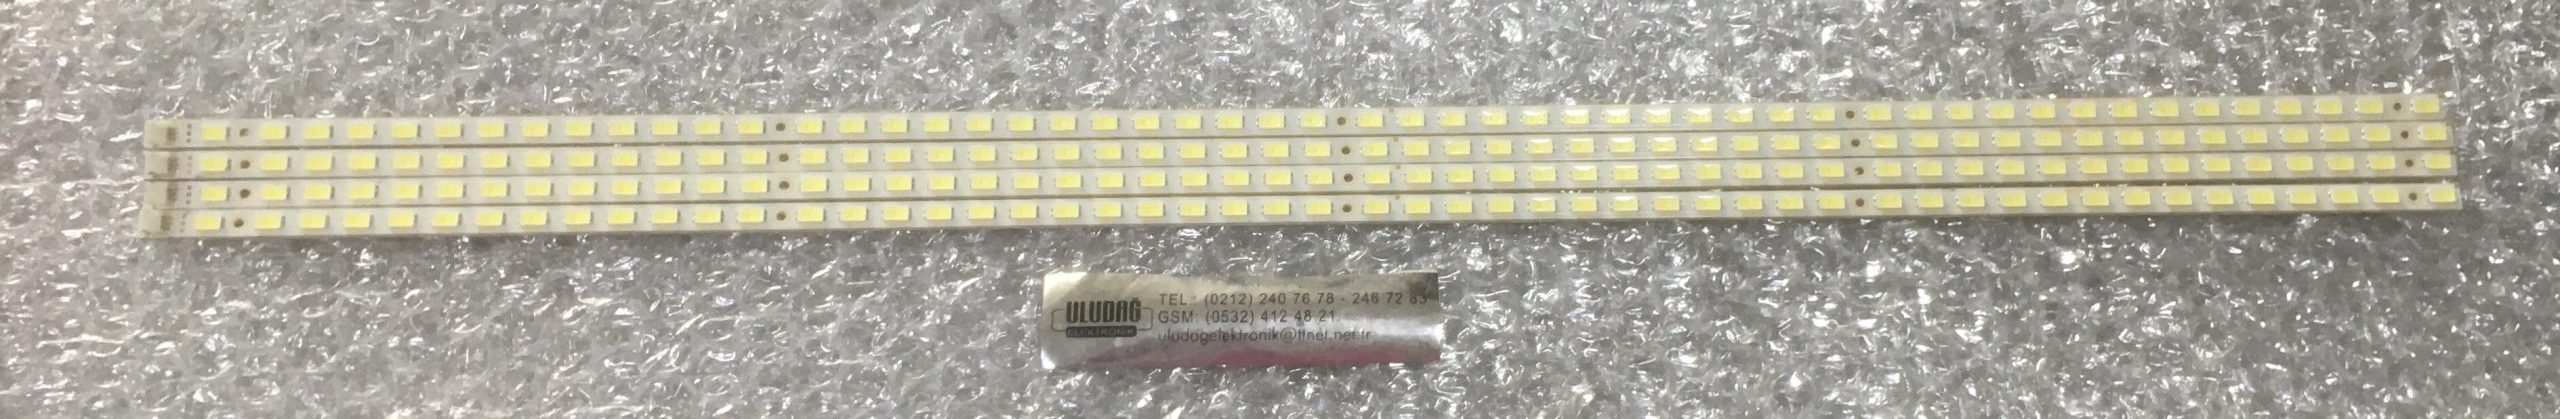 ULUDAĞ
ELEKTRONİK
TEL : (0212) 240 76 78 - 246 72 83
GSM: (0532) 412 48 21
uludagelektronik@ttnet.net.tr